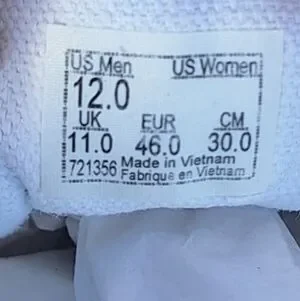 US Men US Women
12.0
UK EUR CM
11.0 46.0 30.0
721356 Made in Vietnam
Fabrique en Vietnam